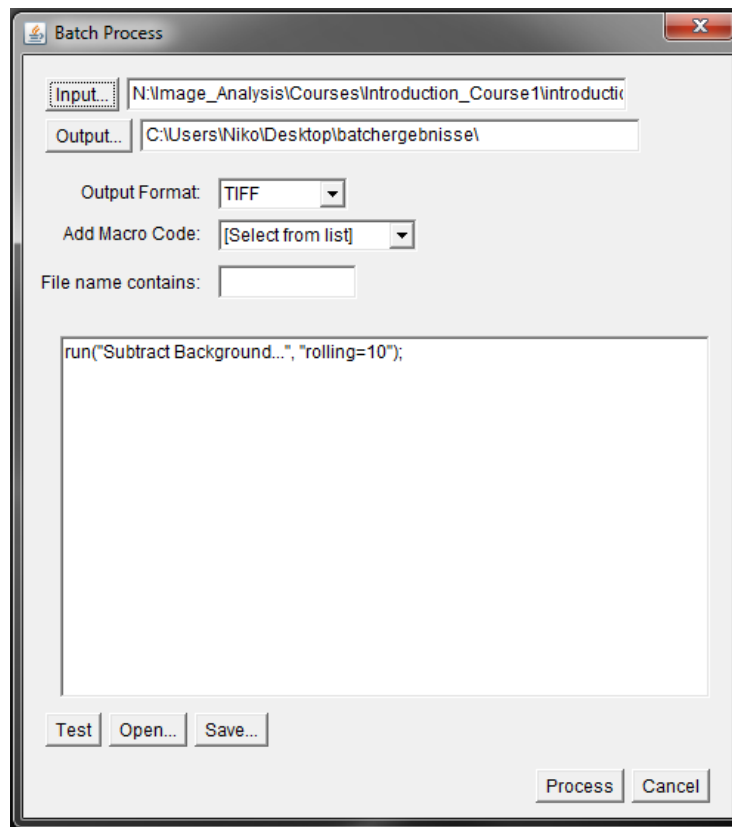 Batch Process
Input... N:\Image_Analysis\Courses\Introduction_Course1\introductic
Output... C:\Users\Niko\Desktop\batchergebnisse\
Output Format: TIFF
Add Macro Code: [Select from list]
File name contains:
run("Subtract Background...", "rolling=10");
Test Open... Save...
Process Cancel